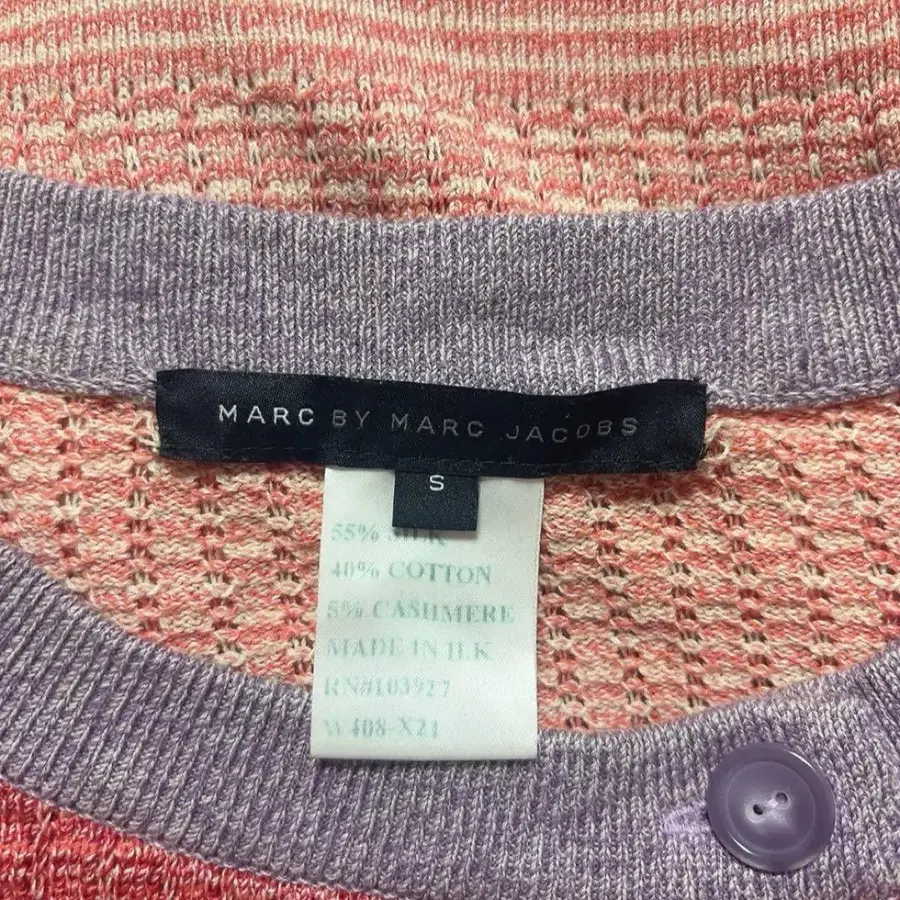 MARC BY MARC JACOBS
S
55% SILK
40% COTTON
5% CASHMERE
MADE IN H.K.
RN#103927
W408-X21